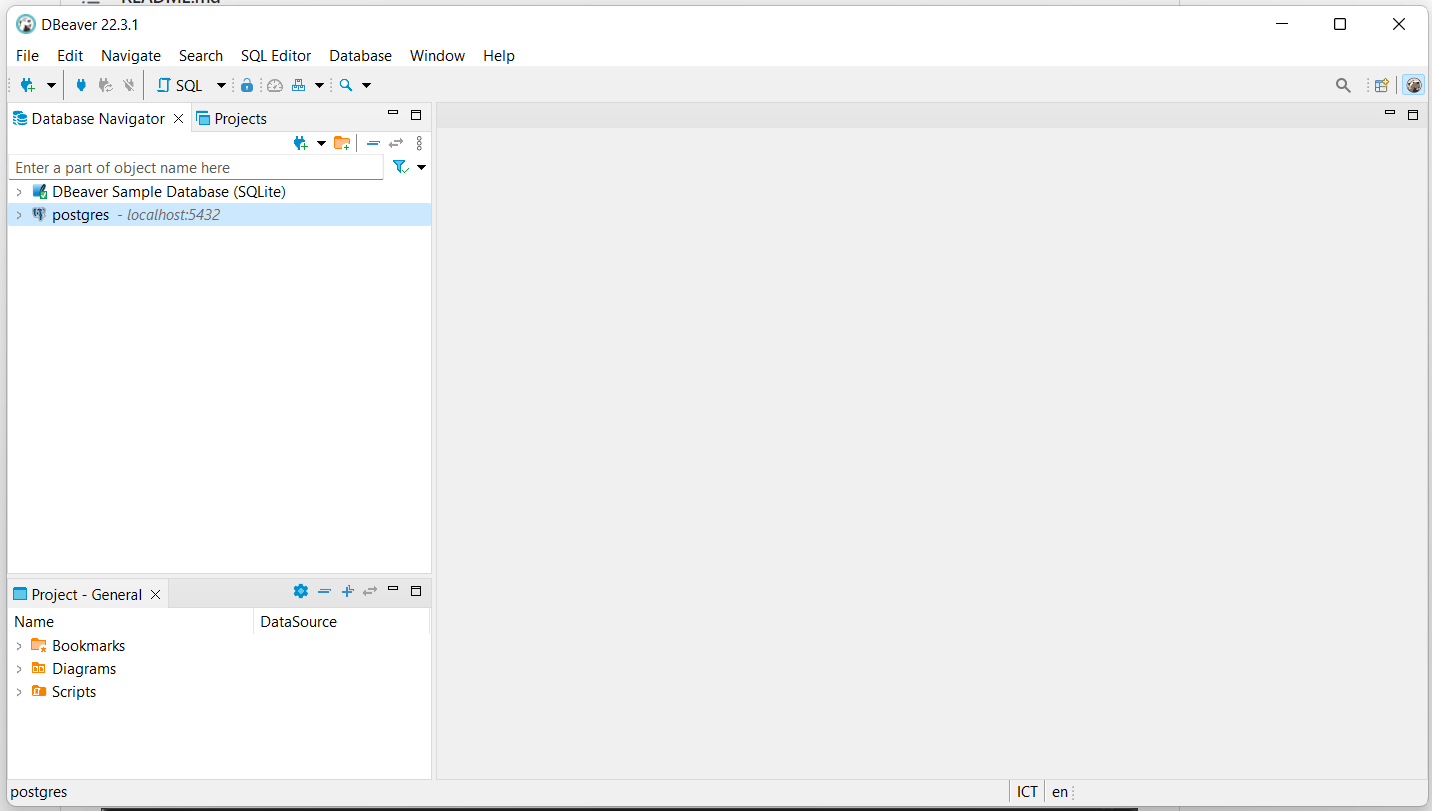 README.md
DBeaver 22.3.1
File Edit Navigate Search SQL Editor Database Window Help
SQL
Database Navigator Projects
Enter a part of object name here
DBeaver Sample Database (SQLite)
postgres - localhost:5432
Project - General
Name DataSource
Bookmarks
Diagrams
Scripts
postgres ICT en